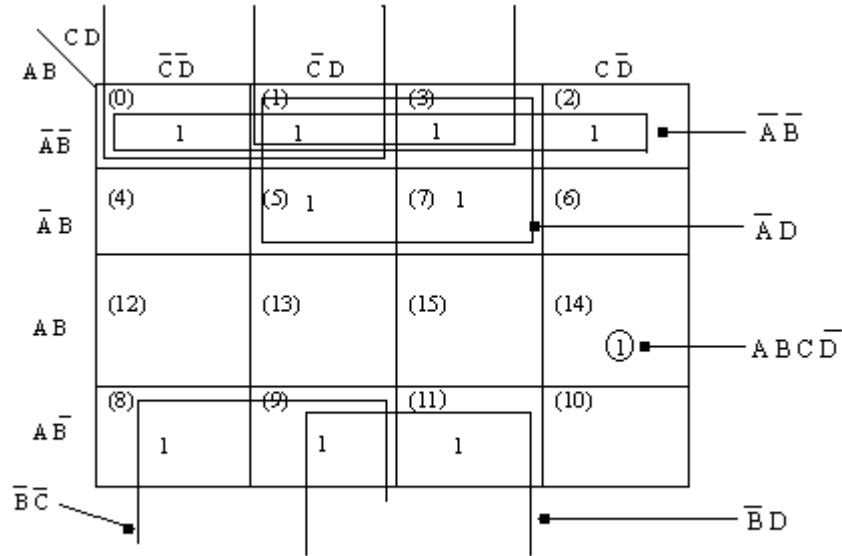 C D
A B
C̅ D̅ C̅ D C D̅
(0) (1) (3) (2)
A̅ B̅ 1 1 1 1 A̅ B̅
(4) (5) (7) (6)
A̅ B 1 1
A̅ D
(12) (13) (15) (14)
A B
1 A B C D̅
(8) (9) (11) (10)
A B̅ 1 1 1
B̅ C̅ B̅ D